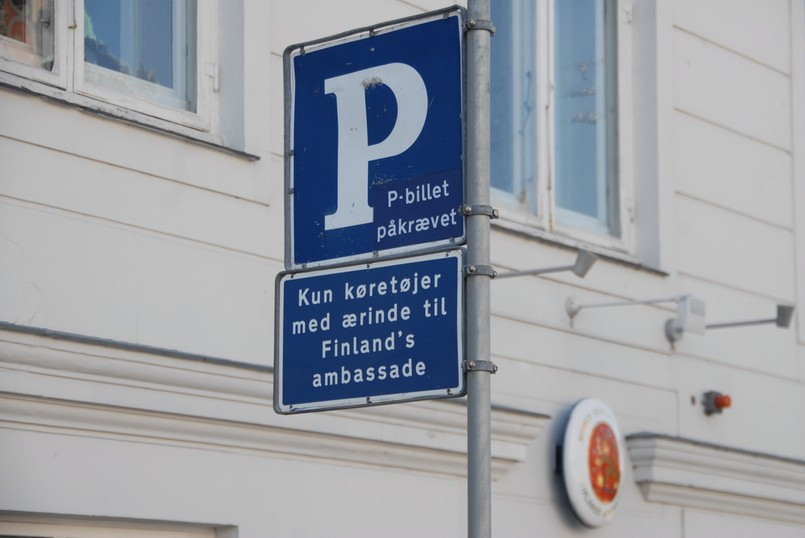 P
P-billet
påkrævet
Kun køretøjer
med ærinde til
Finland's
ambassade